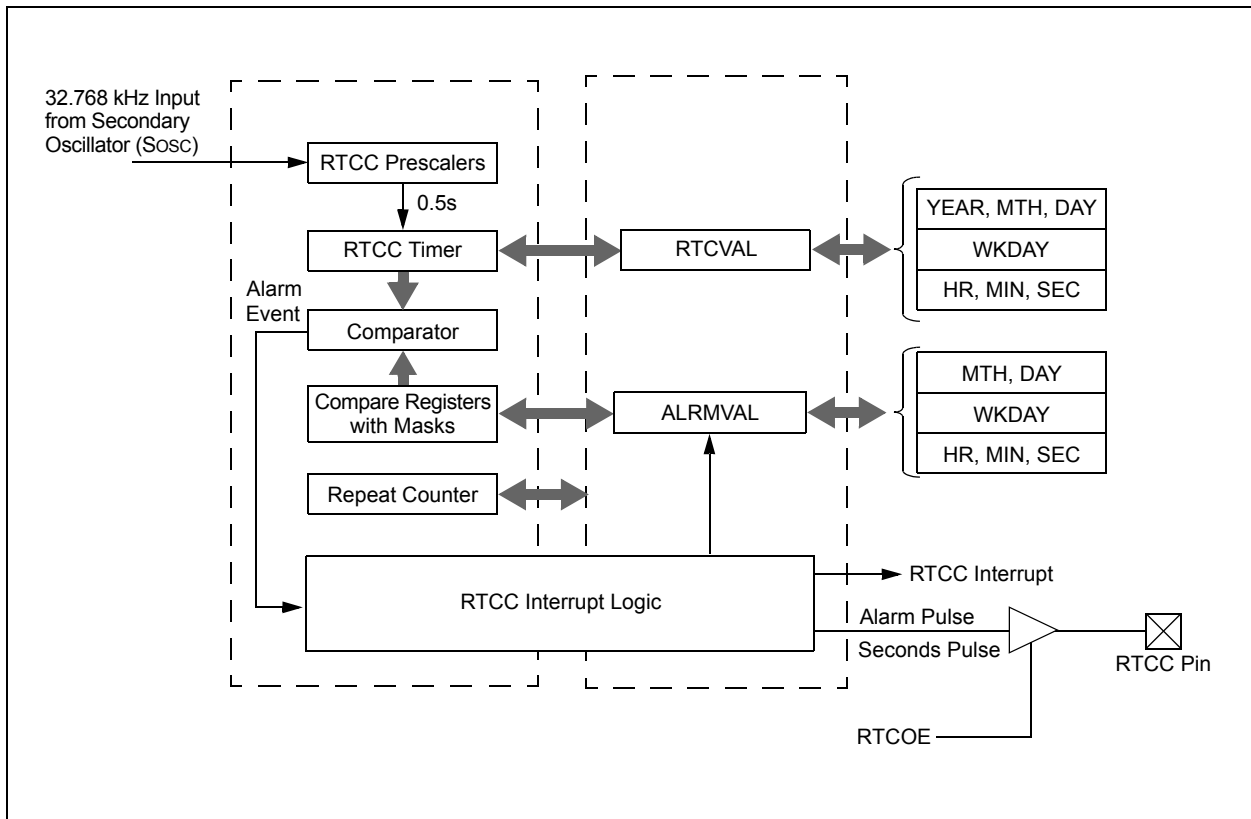 32.768 kHz Input
from Secondary
Oscillator (SOSC)
RTCC Prescalers
0.5s
RTCC Timer
RTCVAL
YEAR, MTH, DAY
WKDAY
HR, MIN, SEC
Alarm
Event
Comparator
Compare Registers
with Masks
ALRMVAL
MTH, DAY
WKDAY
HR, MIN, SEC
Repeat Counter
RTCC Interrupt Logic
RTCC Interrupt
Alarm Pulse
Seconds Pulse
RTCC Pin
RTCOE